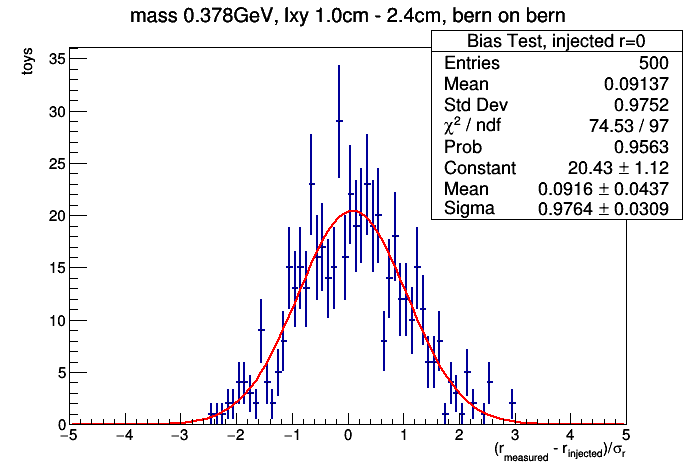 mass 0.378GeV, lxy 1.0cm - 2.4cm, bern on bern
Bias Test, injected r=0
Entries 500
Mean 0.09137
Std Dev 0.9752
χ² / ndf 74.53 / 97
Prob 0.9563
Constant 20.43 ± 1.12
Mean 0.0916 ± 0.0437
Sigma 0.9764 ± 0.0309
toys
35
30
25
20
15
10
5
0
−5 −4 −3 −2 −1 0 1 2 3 4 5
(r_measured - r_injected)/σ_r